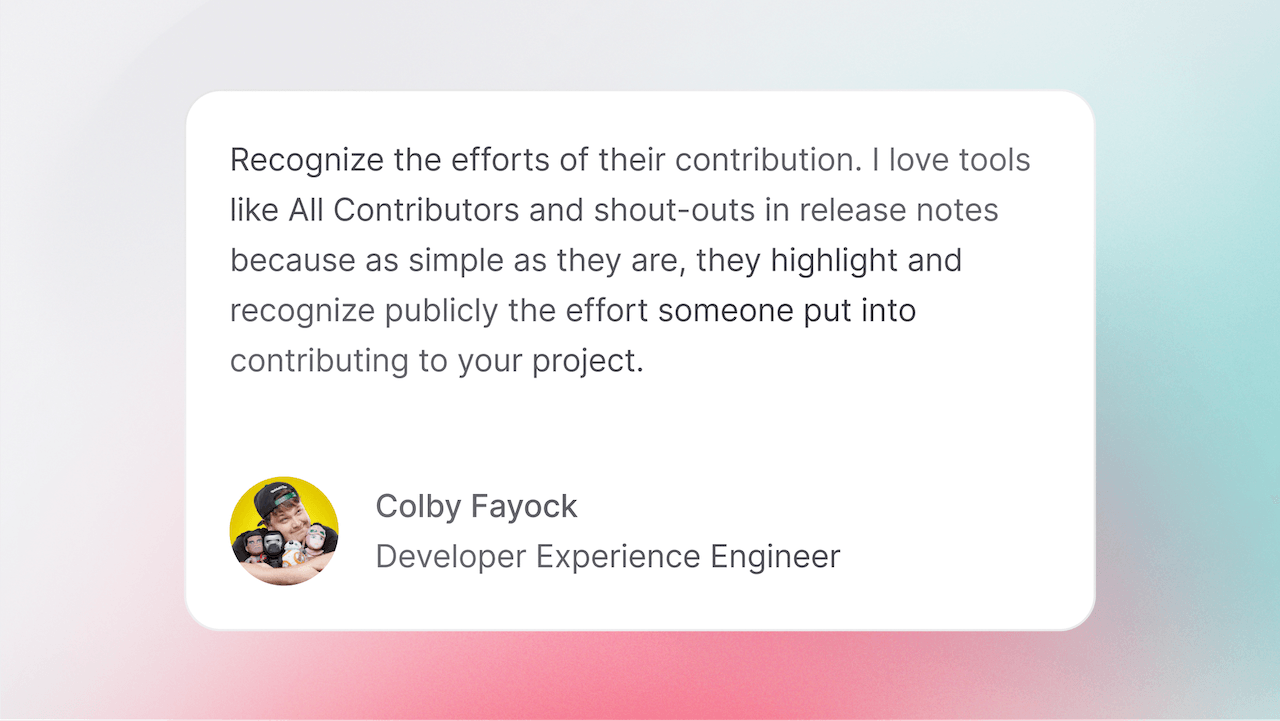 Recognize the efforts of their contribution. I love tools
like All Contributors and shout-outs in release notes
because as simple as they are, they highlight and
recognize publicly the effort someone put into
contributing to your project.
Colby Fayock
Developer Experience Engineer